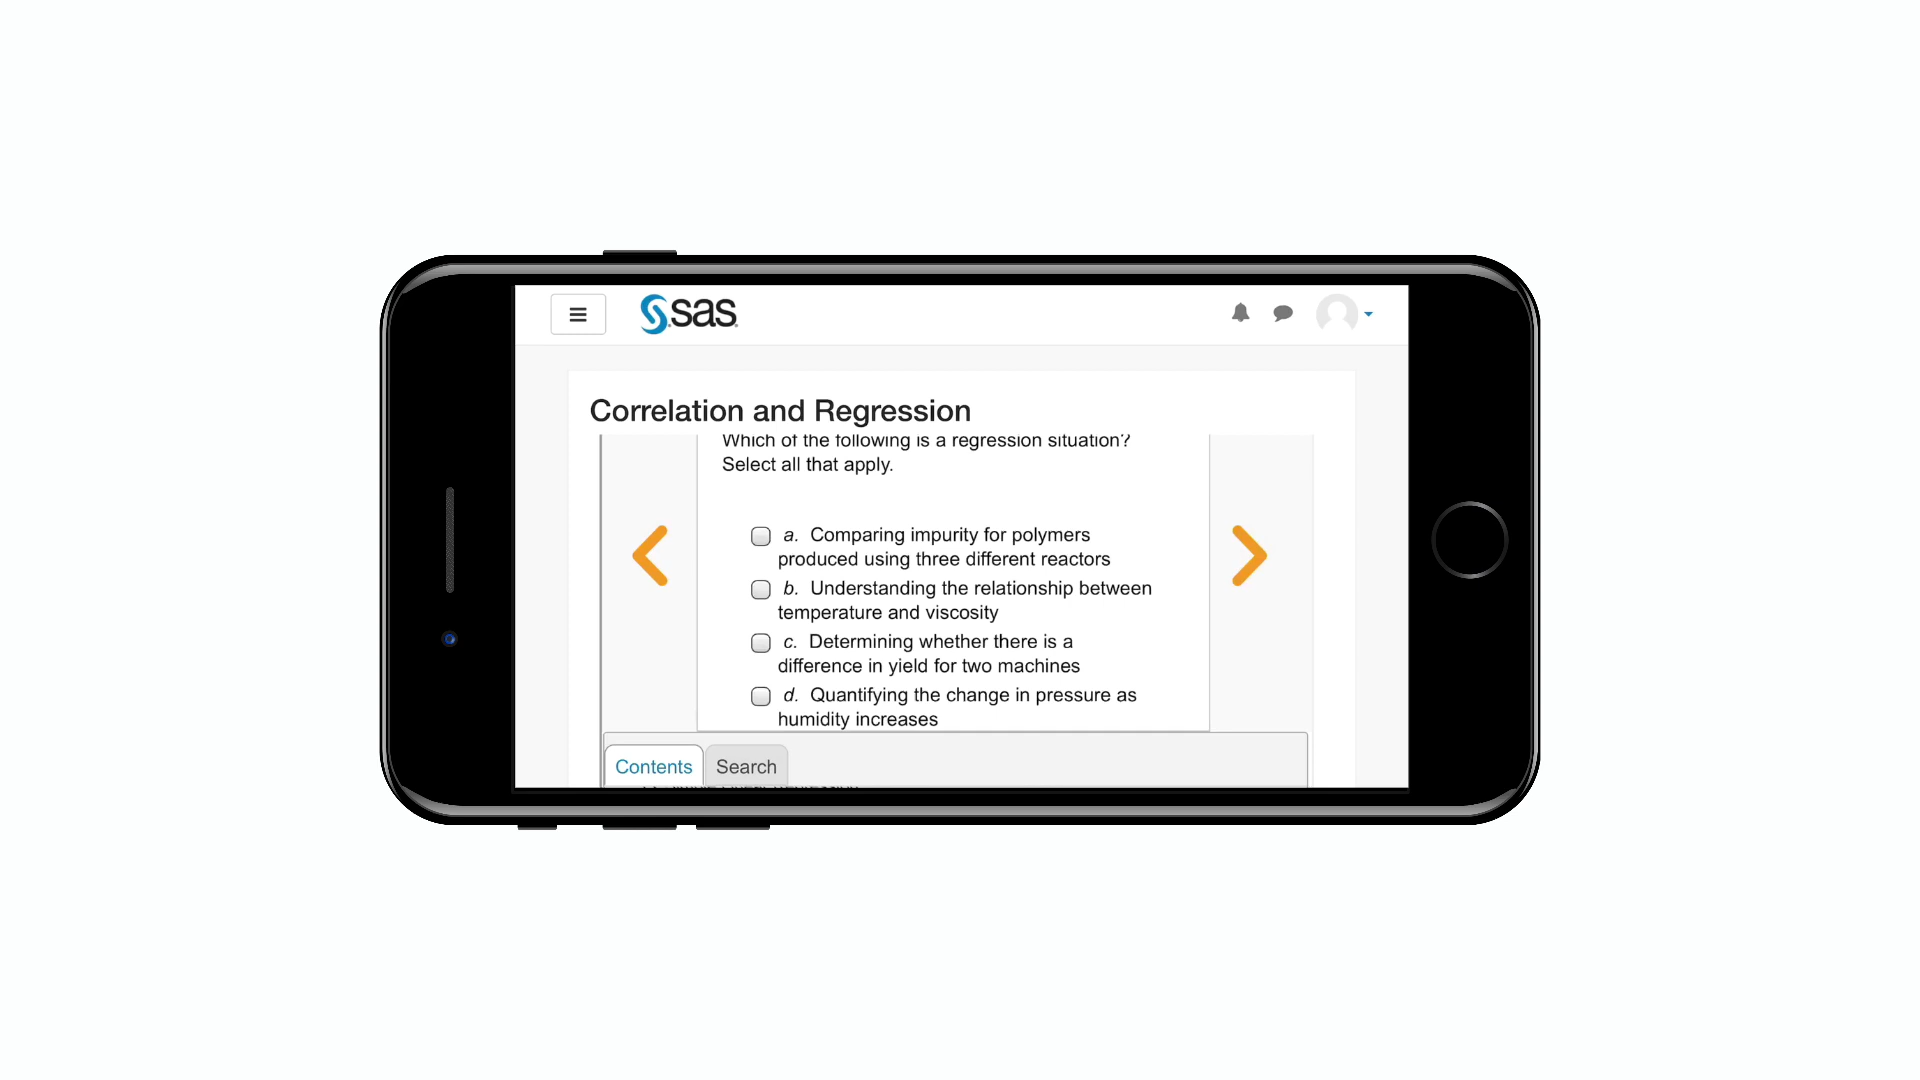 sas
Correlation and Regression
Which of the following is a regression situation?
Select all that apply.
a. Comparing impurity for polymers
produced using three different reactors
b. Understanding the relationship between
temperature and viscosity
c. Determining whether there is a
difference in yield for two machines
d. Quantifying the change in pressure as
humidity increases
Contents Search